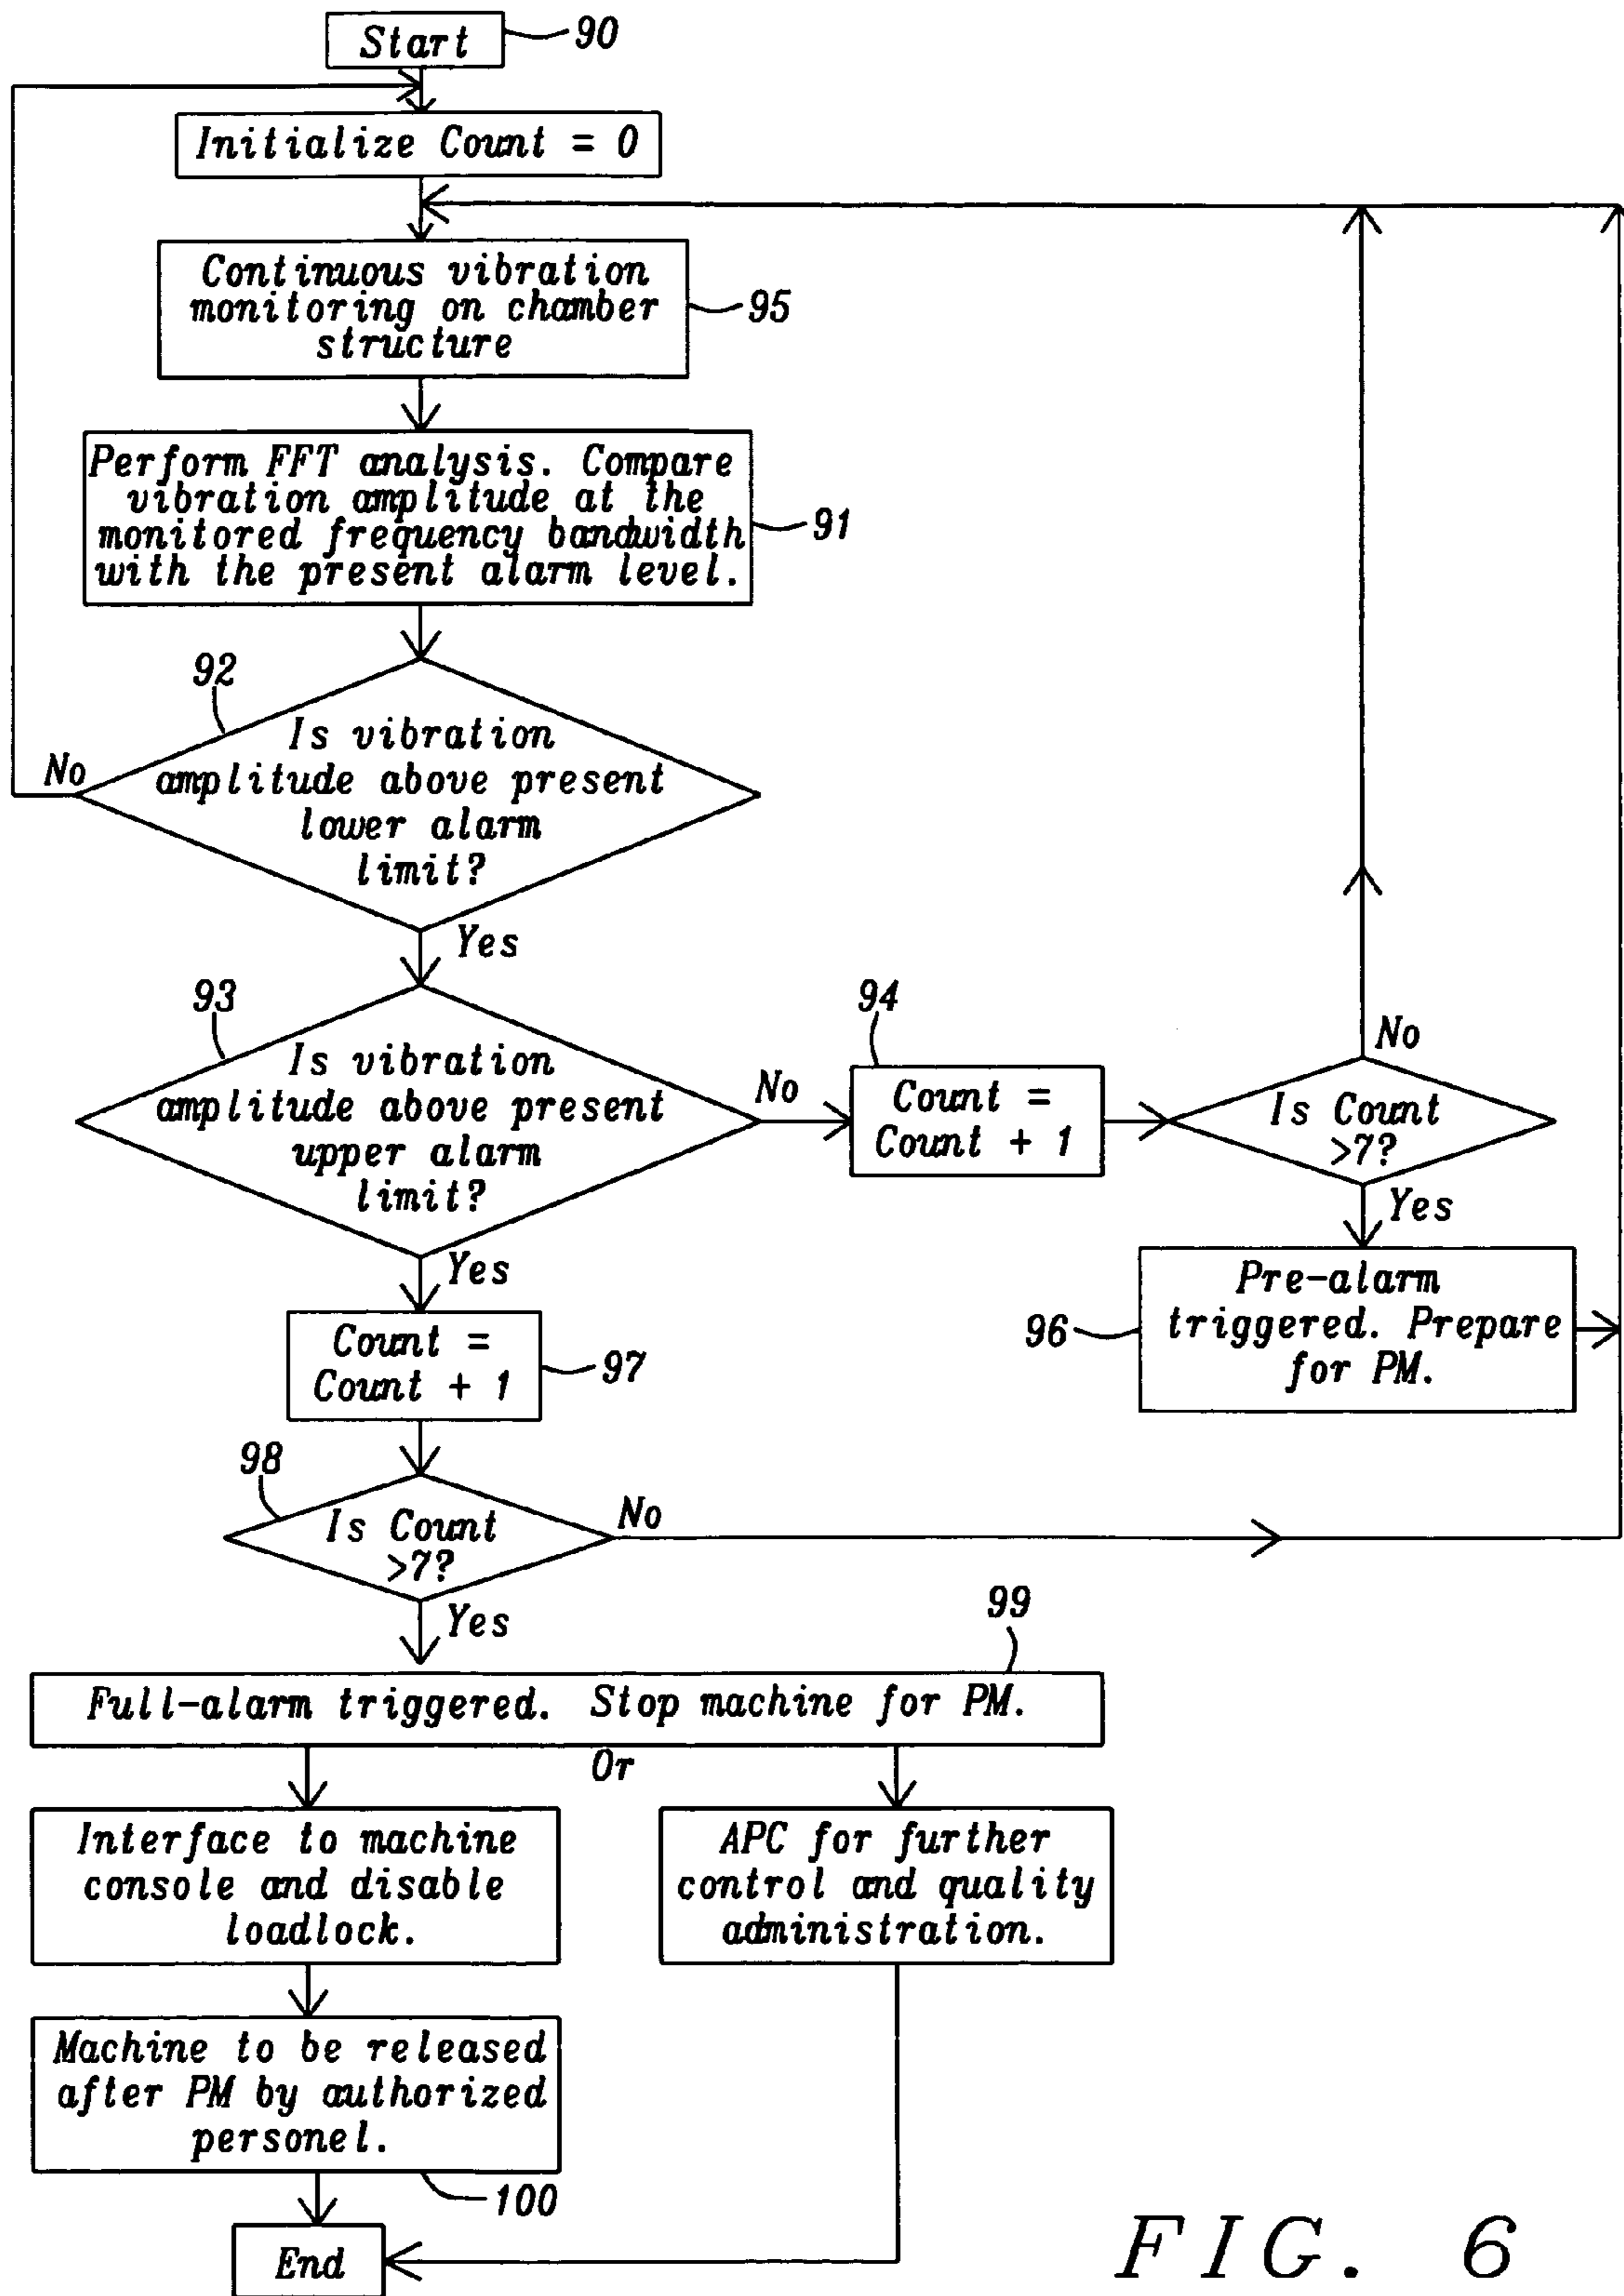 Start
90
Initialize Count = 0
Continuous vibration
monitoring on chamber
structure
95
Perform FFT analysis. Compare
vibration amplitude at the
monitored frequency bandwidth
with the present alarm level.
91
92
Is vibration
amplitude above present
lower alarm
limit?
No
Yes
93
Is vibration
amplitude above present
upper alarm
limit?
No
94
Count =
Count + 1
Is Count
>7?
No
Yes
Pre-alarm
triggered. Prepare
for PM.
96
Yes
Count =
Count + 1
97
98
Is Count
>7?
No
Yes
99
Full-alarm triggered. Stop machine for PM.
Or
Interface to machine
console and disable
loadlock.
APC for further
control and quality
administration.
Machine to be released
after PM by authorized
personel.
100
End
FIG. 6